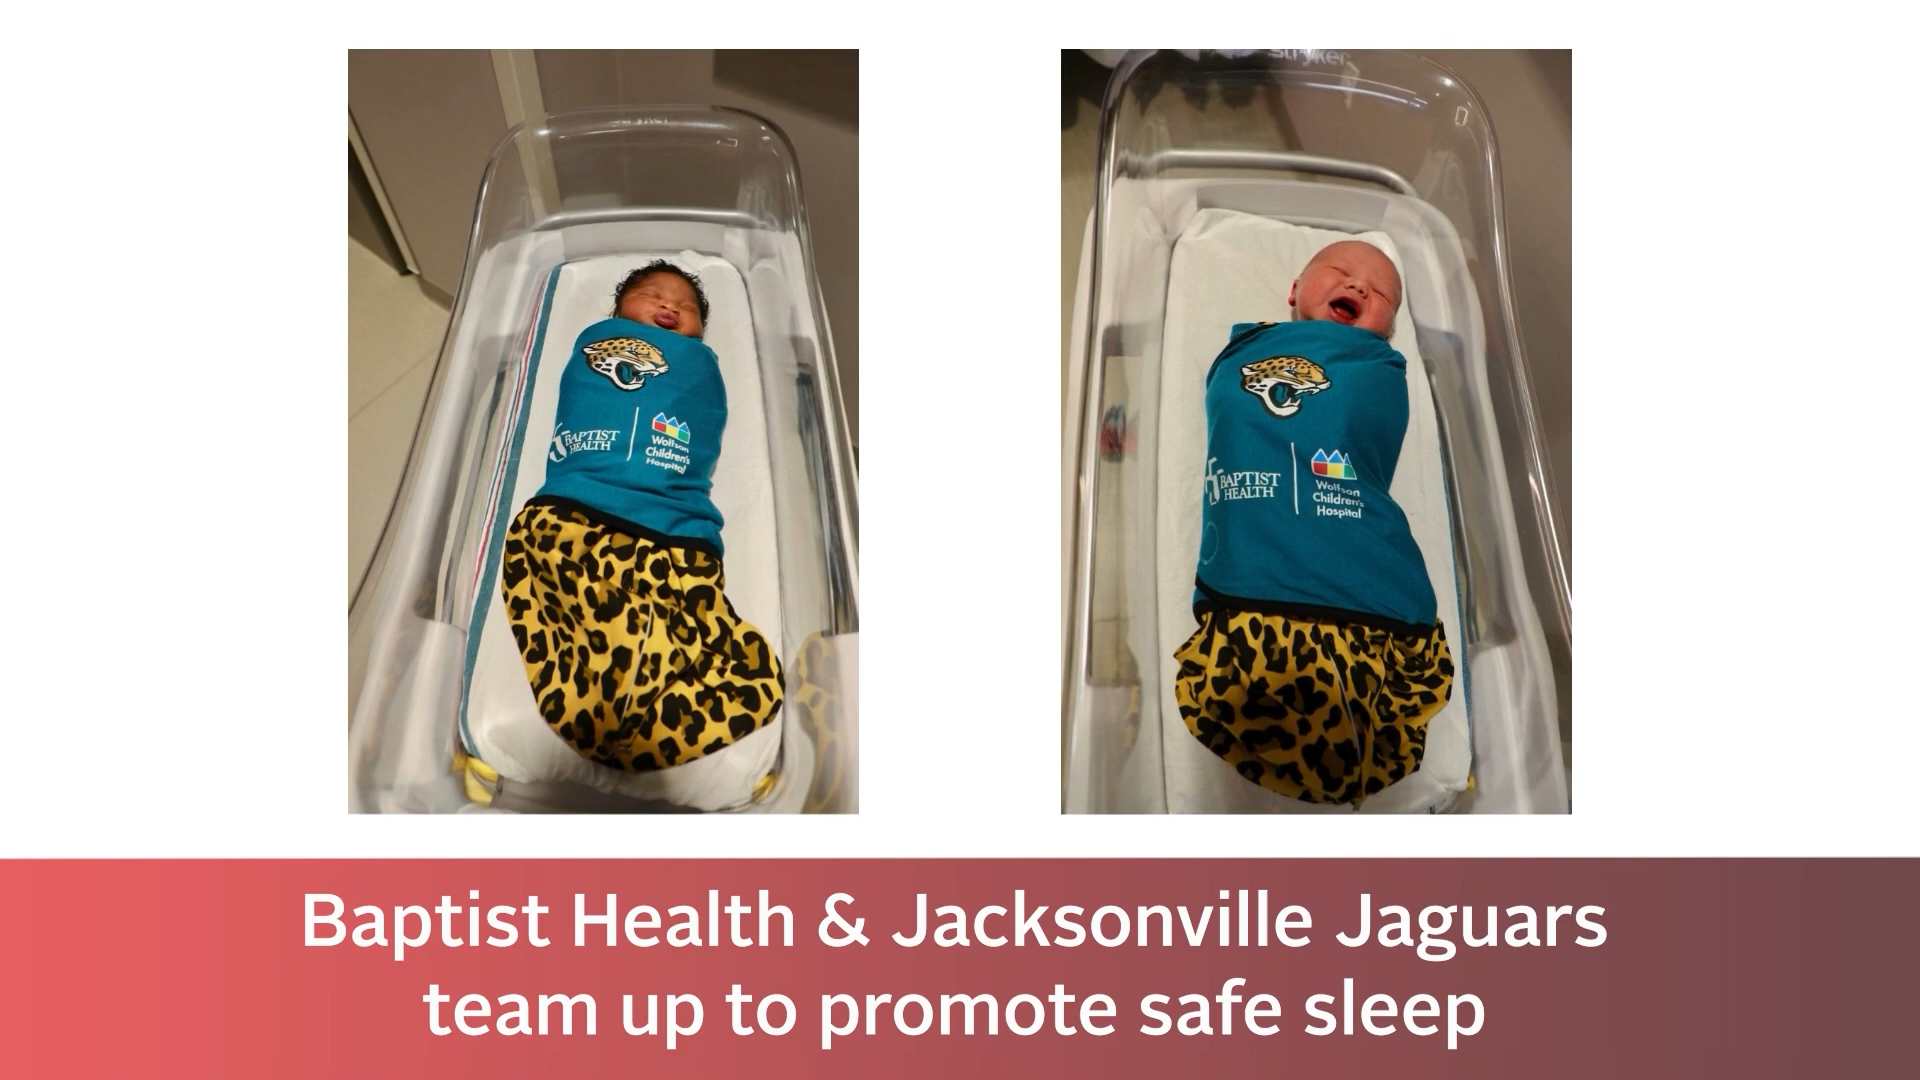 stryker
BAPTIST
HEALTH
Wolfson
Children's
Hospital
BAPTIST
HEALTH
Wolfson
Children's
Hospital
Baptist Health & Jacksonville Jaguars
team up to promote safe sleep